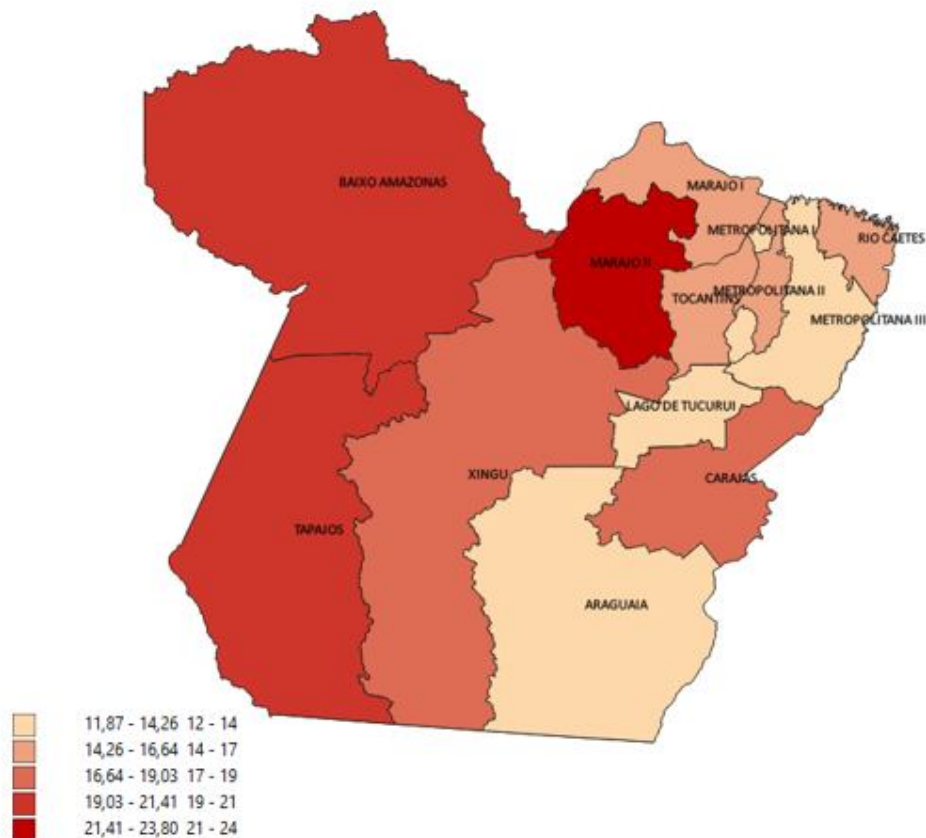 BAIXO AMAZONAS
MARAJO I
METROPOLITANA I
RIO CAETES
MARAJO II
METROPOLITANA II
TOCANTINS
METROPOLITANA III
LAGO DE TUCURUI
XINGU
CARAJAS
TAPAJOS
ARAGUAIA
11,87 - 14,26 12 - 14
14,26 - 16,64 14 - 17
16,64 - 19,03 17 - 19
19,03 - 21,41 19 - 21
21,41 - 23,80 21 - 24